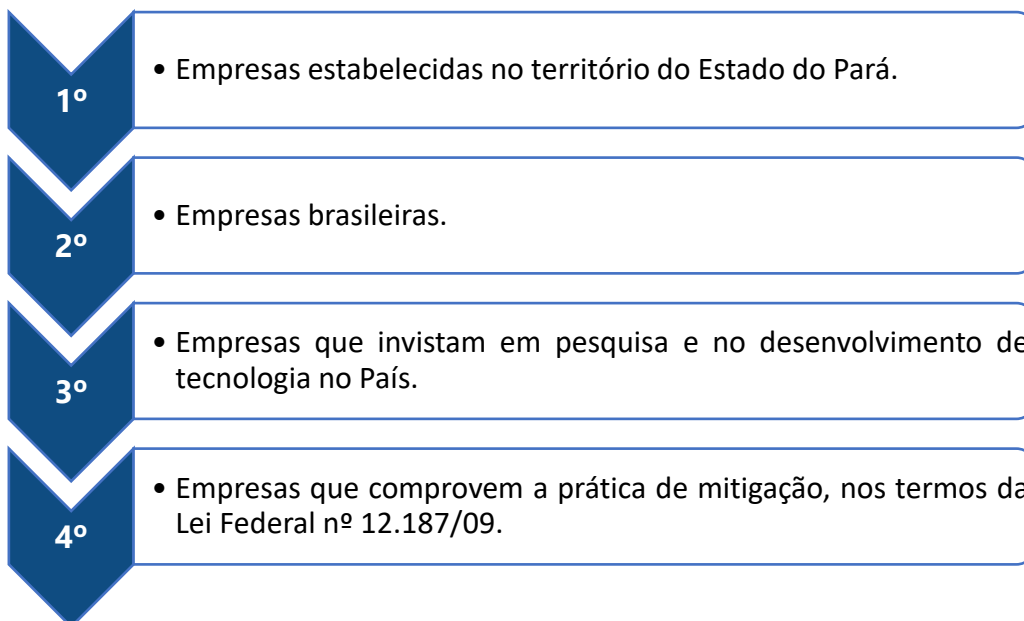 1º
• Empresas estabelecidas no território do Estado do Pará.
2º
• Empresas brasileiras.
3º
• Empresas que invistam em pesquisa e no desenvolvimento de
tecnologia no País.
4º
• Empresas que comprovem a prática de mitigação, nos termos da
Lei Federal nº 12.187/09.